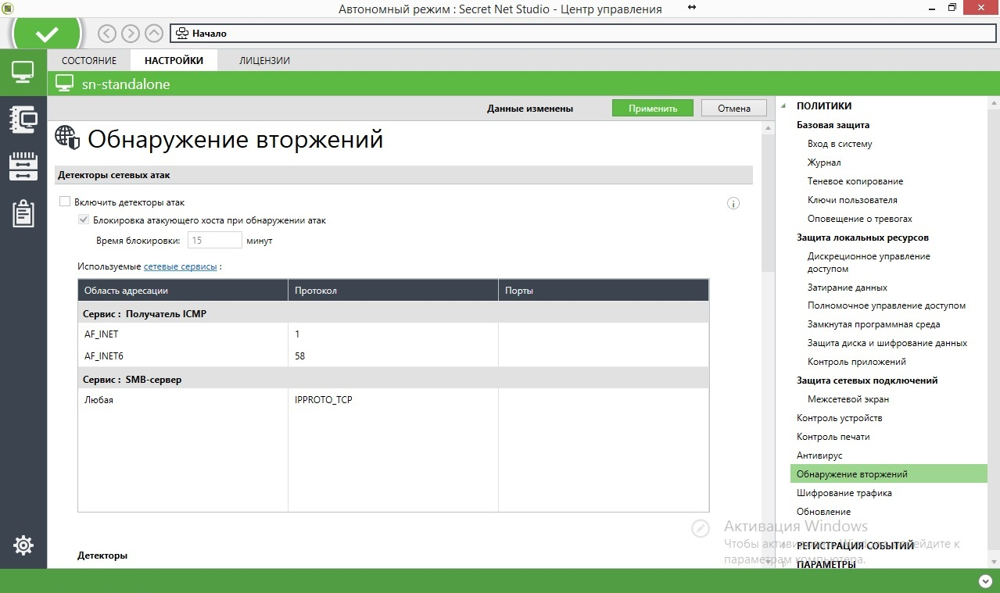 Автономный режим : Secret Net Studio - Центр управления
Начало
СОСТОЯНИЕ НАСТРОЙКИ ЛИЦЕНЗИИ
sn-standalone
Данные изменены Применить Отмена
Обнаружение вторжений
Детекторы сетевых атак
Включить детекторы атак
Блокировка атакующего хоста при обнаружении атак
Время блокировки: 15 минут
Используемые сетевые сервисы :
Область адресации Протокол Порты
Сервис : Получатель ICMP
AF_INET 1
AF_INET6 58
Сервис : SMB-сервер
Любая IPPROTO_TCP
Детекторы
ПОЛИТИКИ
Базовая защита
Вход в систему
Журнал
Теневое копирование
Ключи пользователя
Оповещение о тревогах
Защита локальных ресурсов
Дискреционное управление
доступом
Затирание данных
Полномочное управление доступом
Замкнутая программная среда
Защита диска и шифрование данных
Контроль приложений
Защита сетевых подключений
Межсетевой экран
Контроль устройств
Контроль печати
Антивирус
Обнаружение вторжений
Шифрование трафика
Обновление
РЕГИСТРАЦИЯ СОБЫТИЙ
ПАРАМЕТРЫ
Активация Windows
Чтобы активировать Windows, перейдите к
параметрам компьютера.